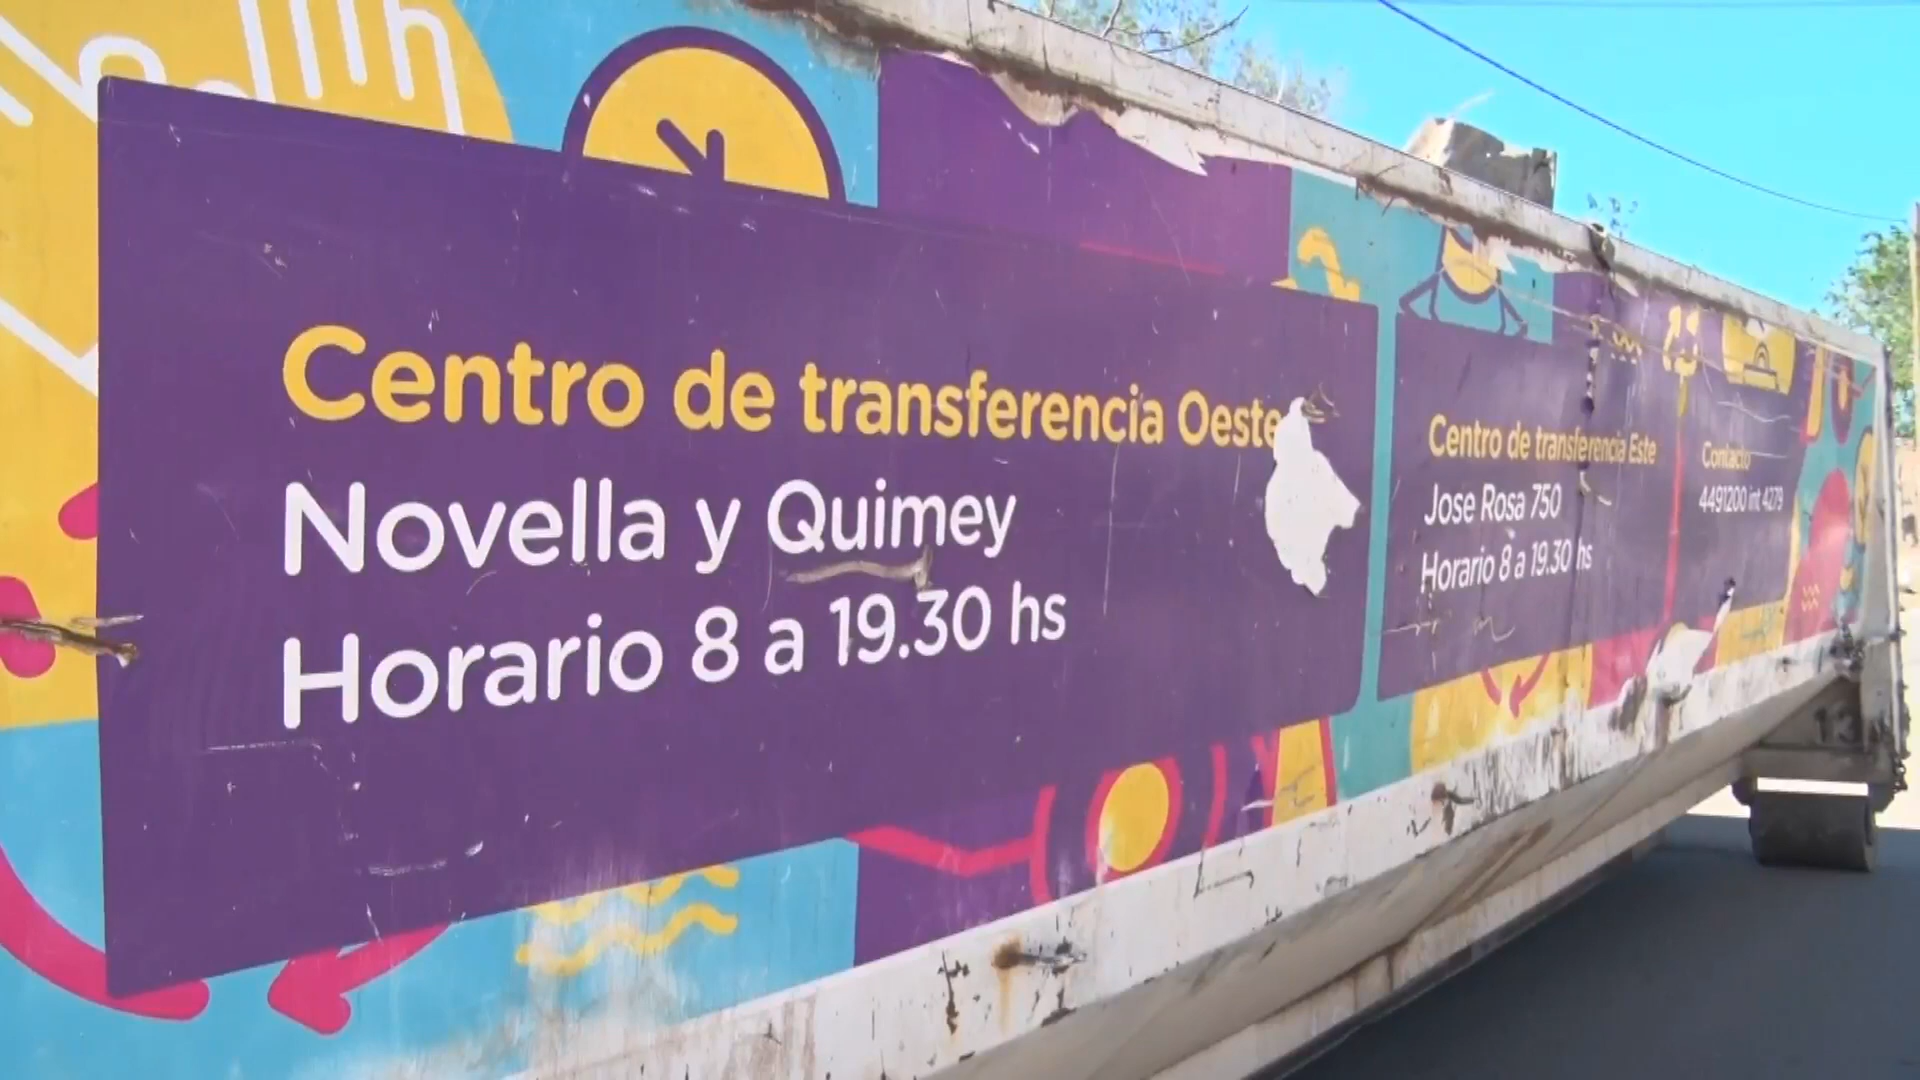 Centro de transferencia Oeste
Novella y Quimey
Horario 8 a 19.30 hs
Centro de transferencia Este
Jose Rosa 750
Horario 8 a 19.30 hs
Contacto
4491200 int 4279
13